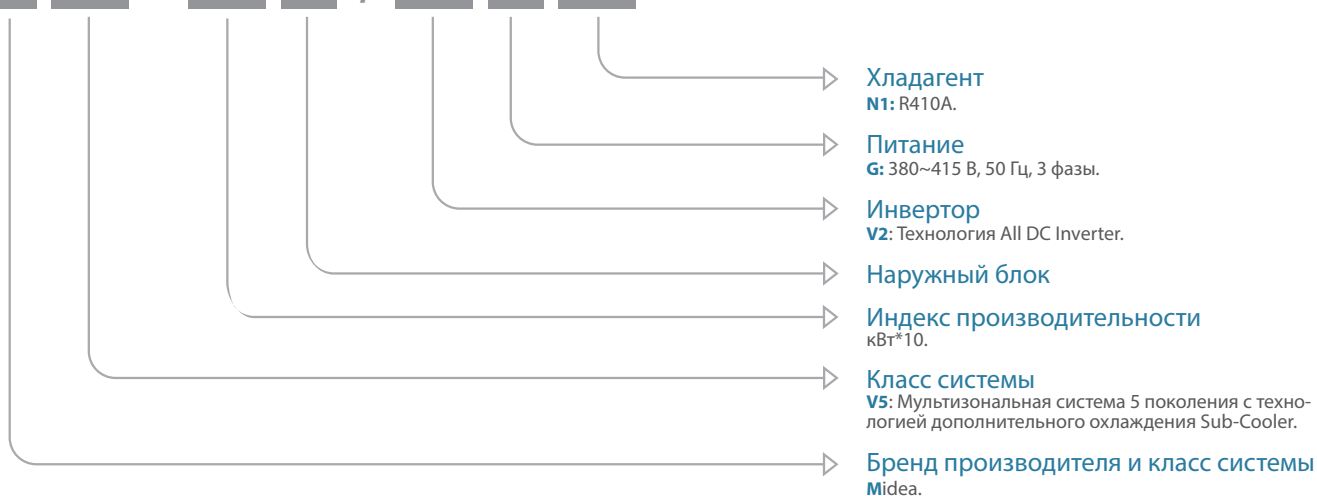 Хладагент
N1: R410A.
Питание
G: 380~415 В, 50 Гц, 3 фазы.
Инвертор
V2: Технология All DC Inverter.
Наружный блок
Индекс производительности
кВт*10.
Класс системы
V5: Мультизональная система 5 поколения с техно-
логией дополнительного охлаждения Sub-Cooler.
Бренд производителя и класс системы
Midea.